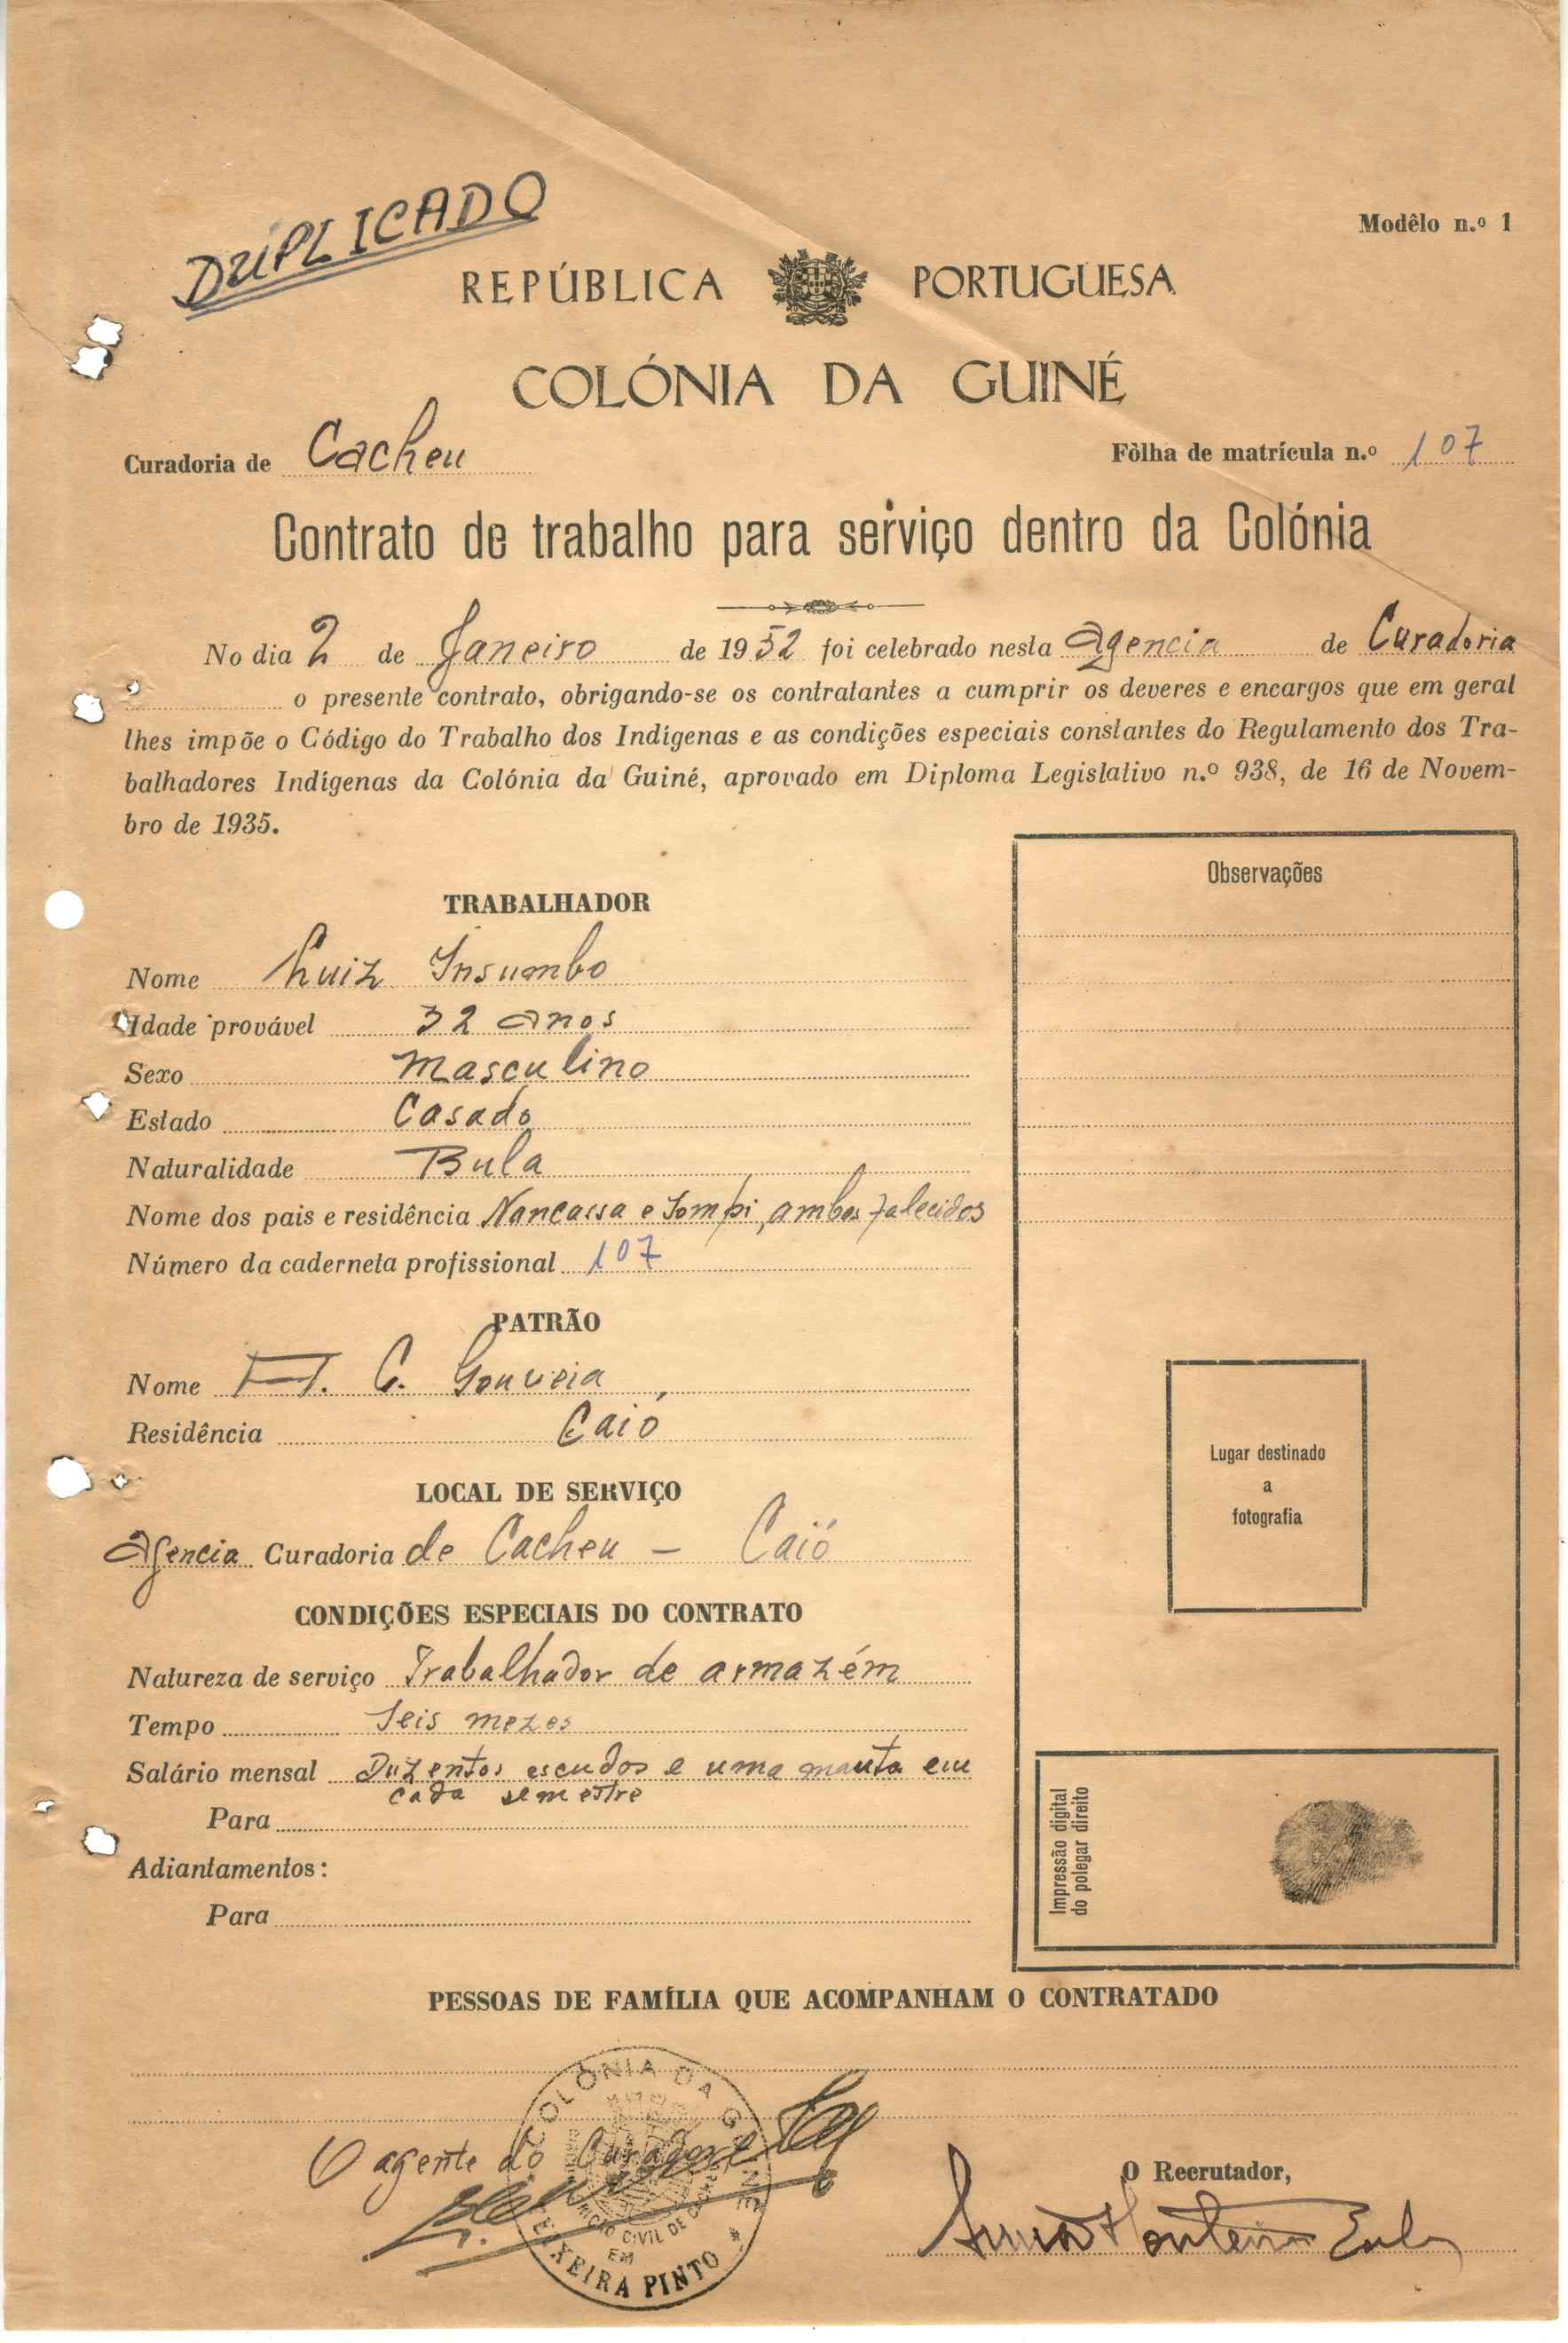 DUPLICADO
Modêlo n.º 1
REPÚBLICA PORTUGUESA
COLÓNIA DA GUINÉ
Curadoria de Cacheu
Fôlha de matrícula n.º 107
Contrato de trabalho para serviço dentro da Colónia
No dia 2 de Janeiro de 1952 foi celebrado nesta Agencia de Curadoria
o presente contrato, obrigando-se os contratantes a cumprir os deveres e encargos que em geral
lhes impõe o Código do Trabalho dos Indígenas e as condições especiais constantes do Regulamento dos Tra-
balhadores Indígenas da Colónia da Guiné, aprovado em Diploma Legislativo n.º 938, de 16 de Novem-
bro de 1935.
TRABALHADOR
Nome Luiz Insumbo
Idade provável 32 anos
Sexo Masculino
Estado Casado
Naturalidade Bula
Nome dos pais e residência Nancassa e Sompi, ambos falecidos
Número da caderneta profissional 107
PATRÃO
Nome A. C. Gouveia
Residência Caió
LOCAL DE SERVIÇO
Agencia Curadoria de Cacheu - Caió
CONDIÇÕES ESPECIAIS DO CONTRATO
Natureza de serviço Trabalhador de armazém
Tempo Seis mezes
Salário mensal Duzentos escudos e uma manta em
cada semestre
Para
Adiantamentos:
Para
Observações
Lugar destinado
a
fotografia
Impressão digital
do polegar direito
PESSOAS DE FAMÍLIA QUE ACOMPANHAM O CONTRATADO
O agente do Curador
COLÓNIA DA GUINÉ
CIVIL DE
EM
TEIXEIRA PINTO
O Recrutador,